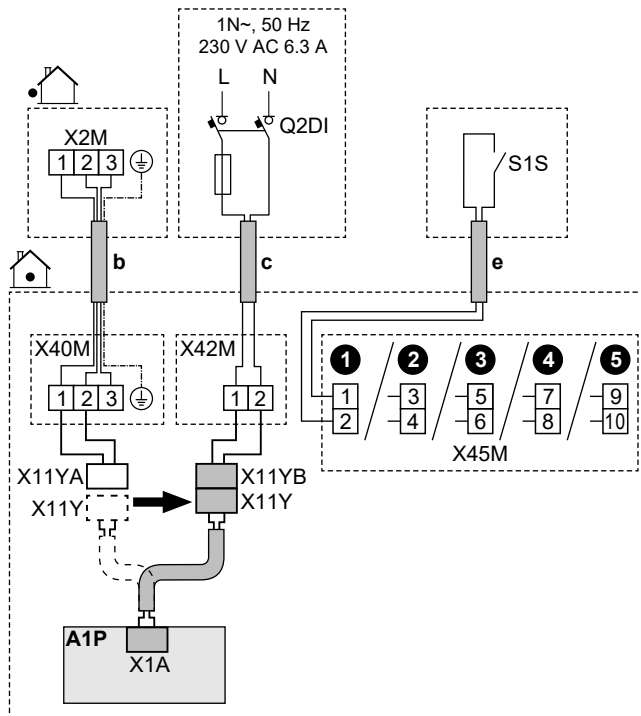 1N~, 50 Hz
230 V AC 6.3 A
L N
Q2DI
X2M
1 2 3
S1S
b
c
e
X40M
1 2 3
X42M
1 2
1 2 3 4 5
1 3 5 7 9
2 4 6 8 10
X45M
X11YA
X11YB
X11Y
X11Y
A1P
X1A